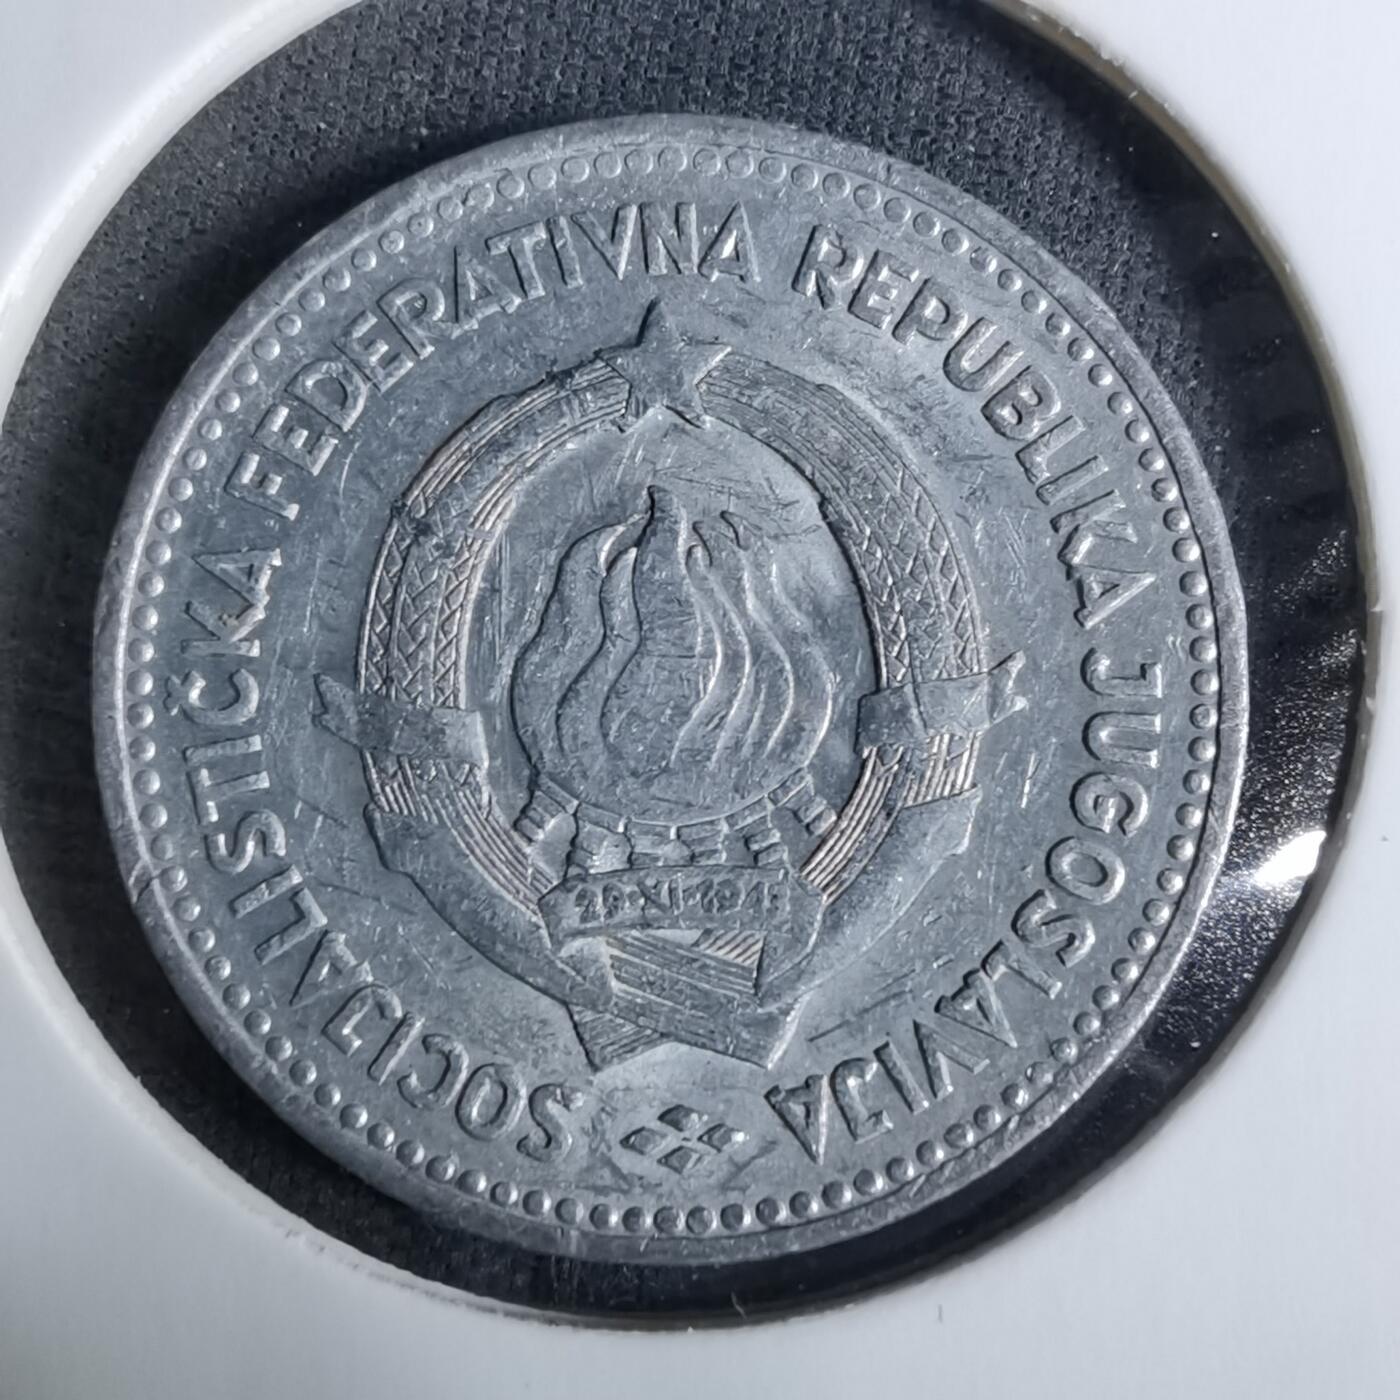 SOCIJALISTIČKA FEDERATIVNA REPUBLIKA JUGOSLAVIJA
29·XI·1943